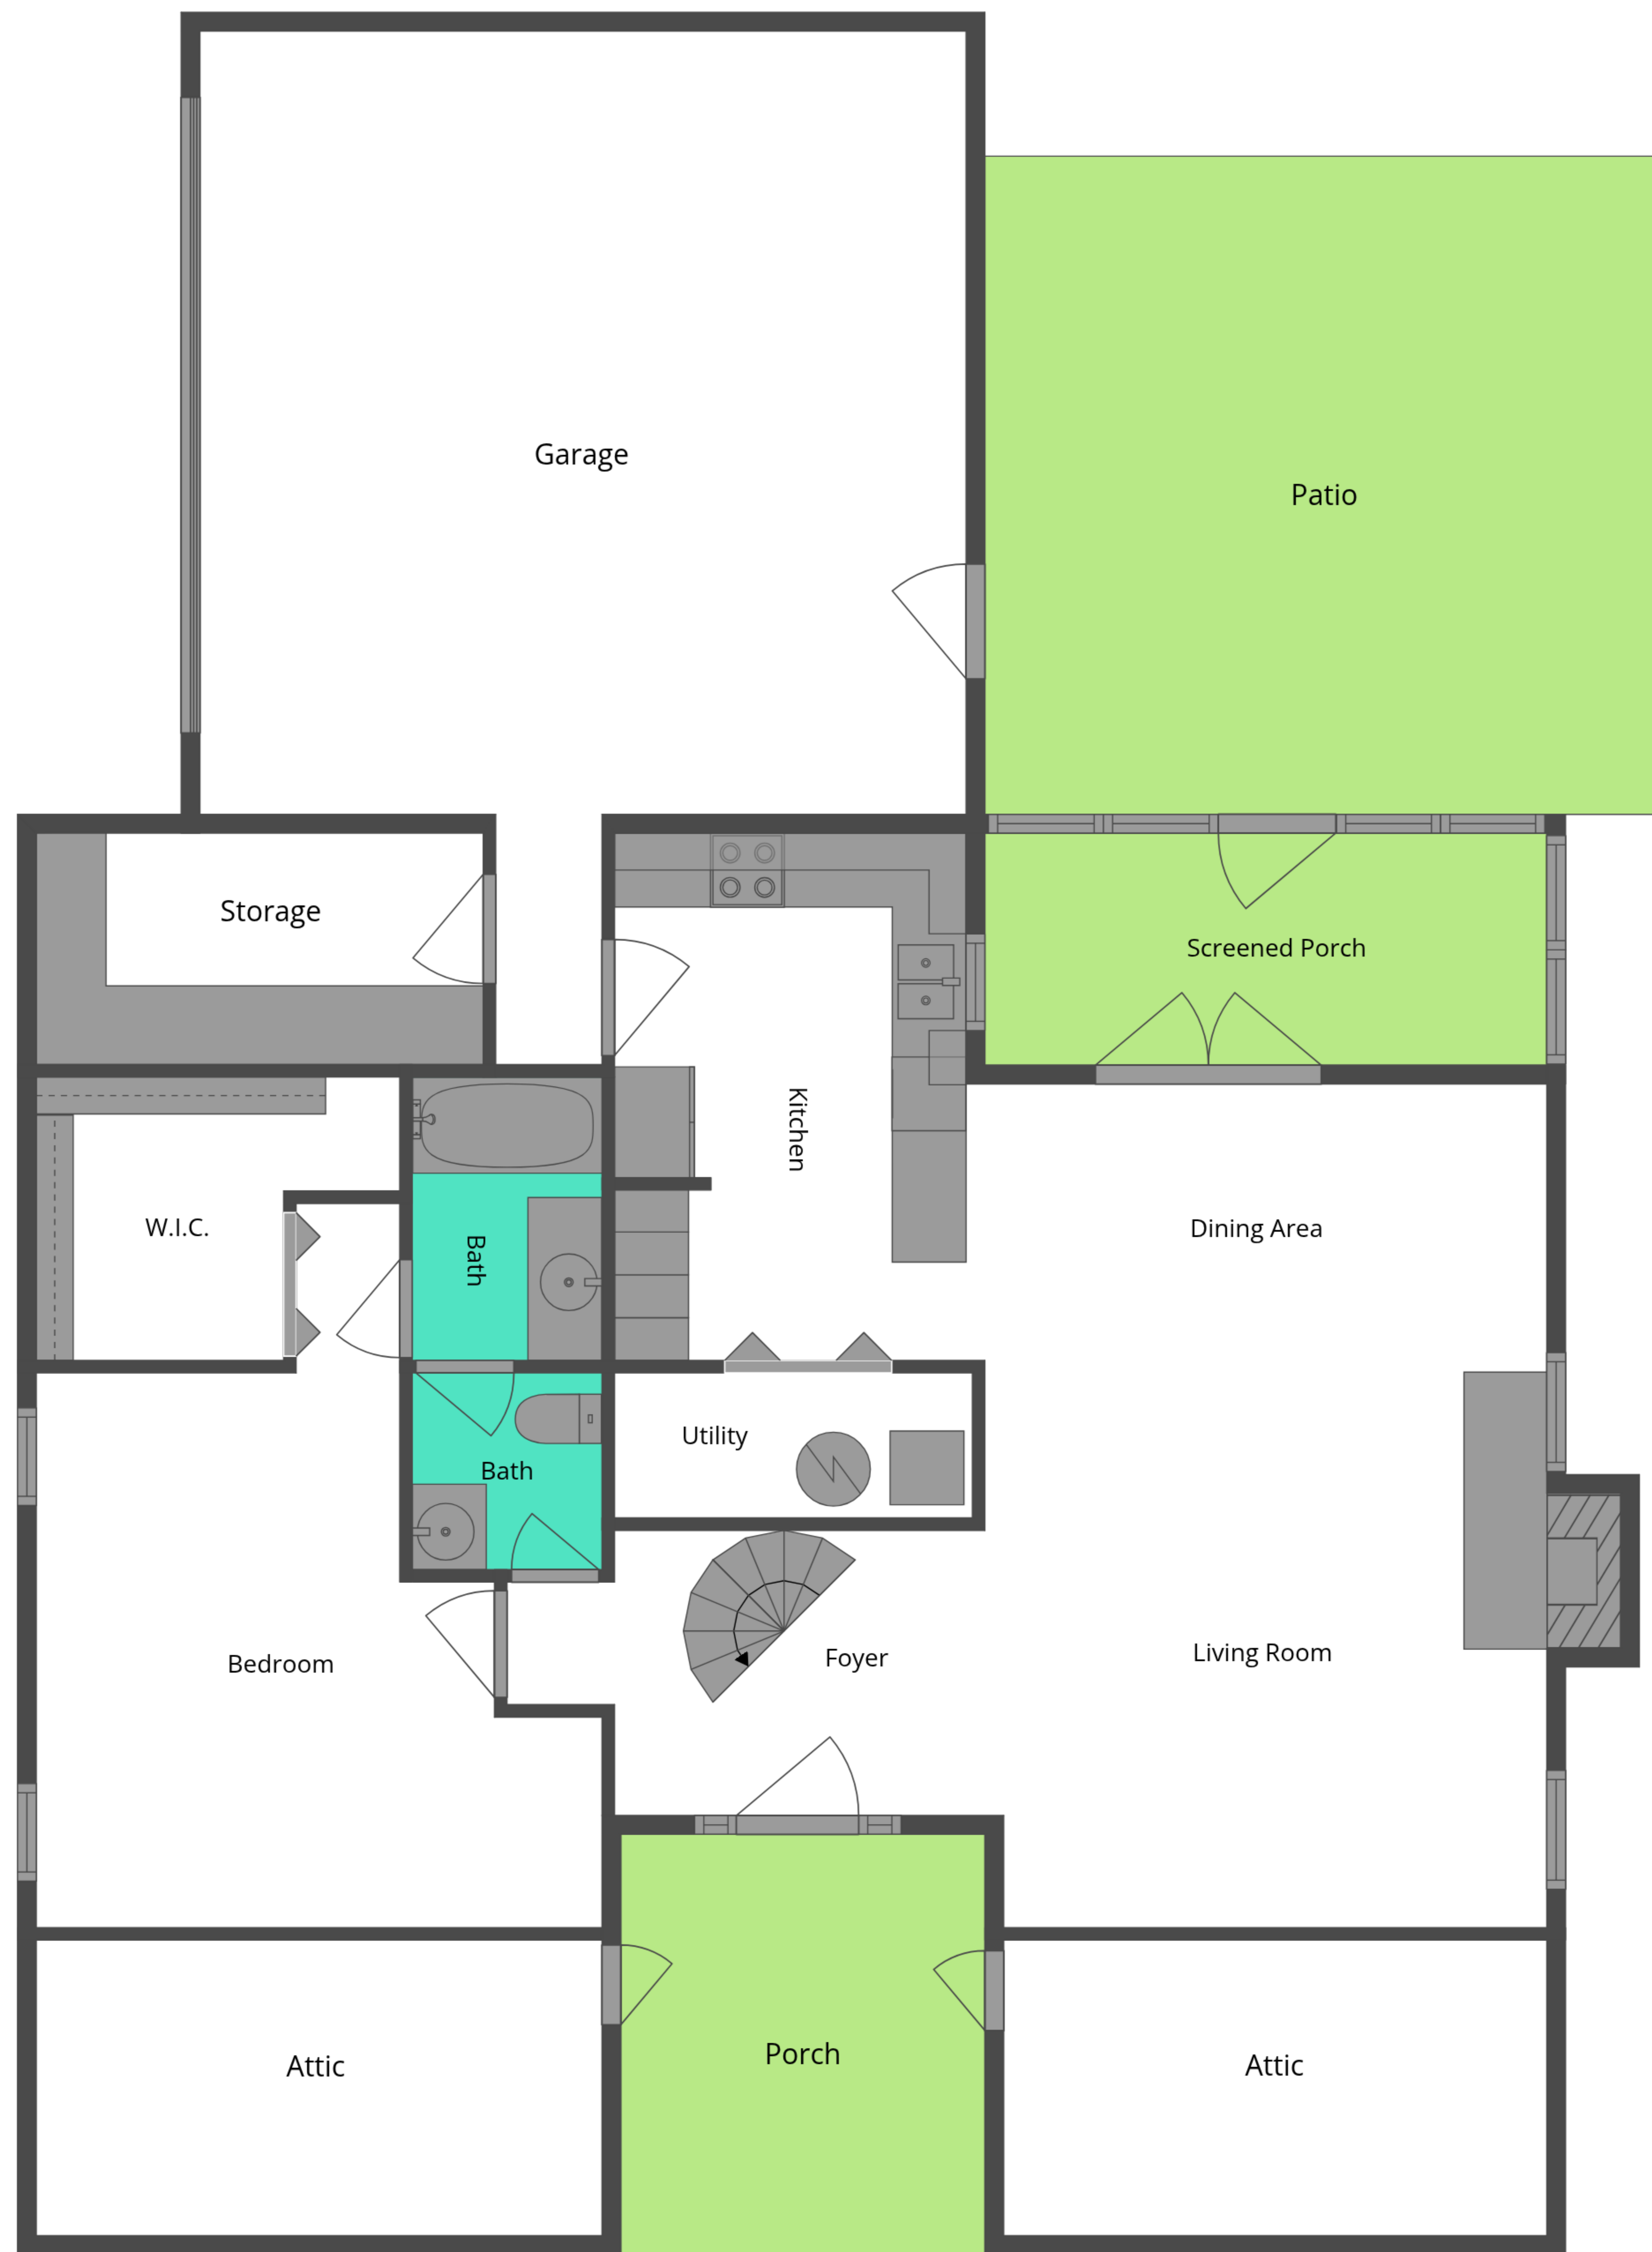 Garage
Patio
Storage
Screened Porch
Kitchen
W.I.C.
Bath
Dining Area
Utility
Bath
Bedroom
Foyer
Living Room
Attic
Porch
Attic